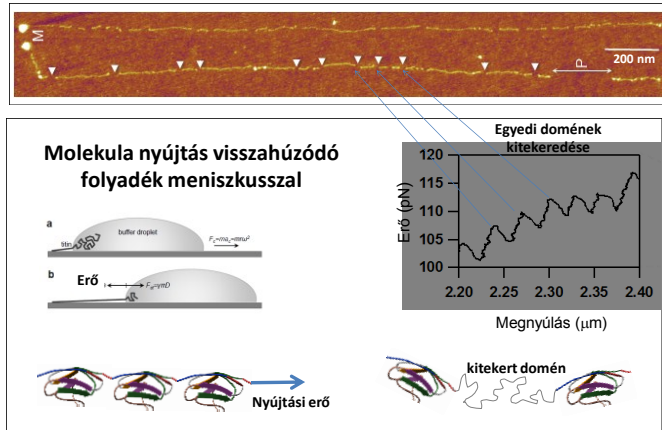 M
P
200 nm
Molekula nyújtás visszahúzódó
folyadék meniszkusszal
Egyedi domének
kitekeredése
a
titin
buffer droplet
b
Erő
120
115
110
105
100
Erő (pN)
2.20 2.25 2.30 2.35 2.40
Megnyúlás (μm)
Nyújtási erő
kitekert domén